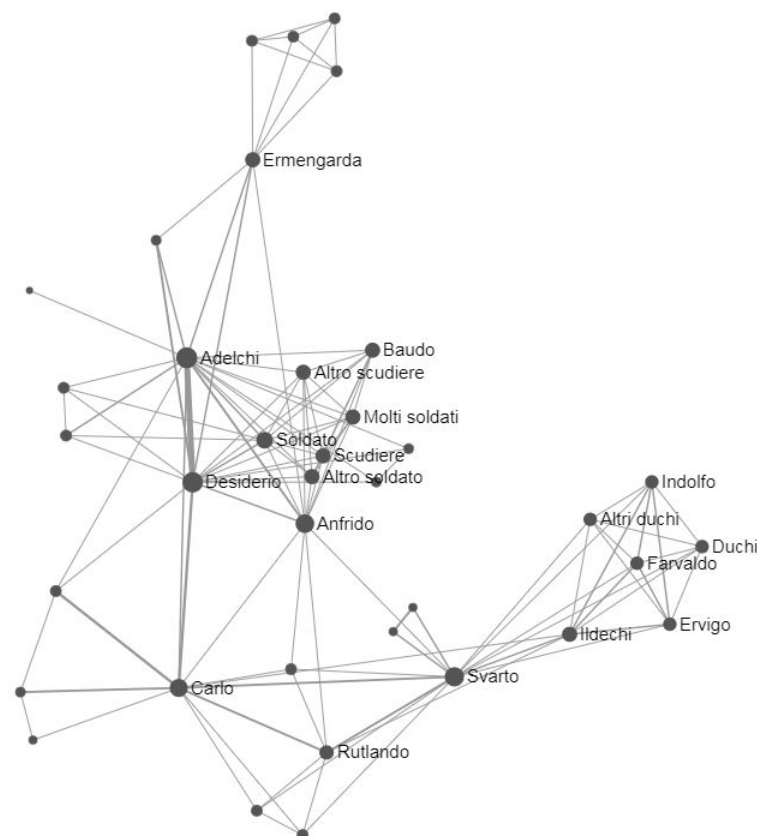 Ermengarda
Adelchi
Baudo
Altro scudiere
Molti soldati
Soldato
Scudiere
Altro soldato
Desiderio
Anfrido
Indolfo
Altri duchi
Duchi
Farvaldo
Ervigo
Ildechi
Svarto
Carlo
Rutlando